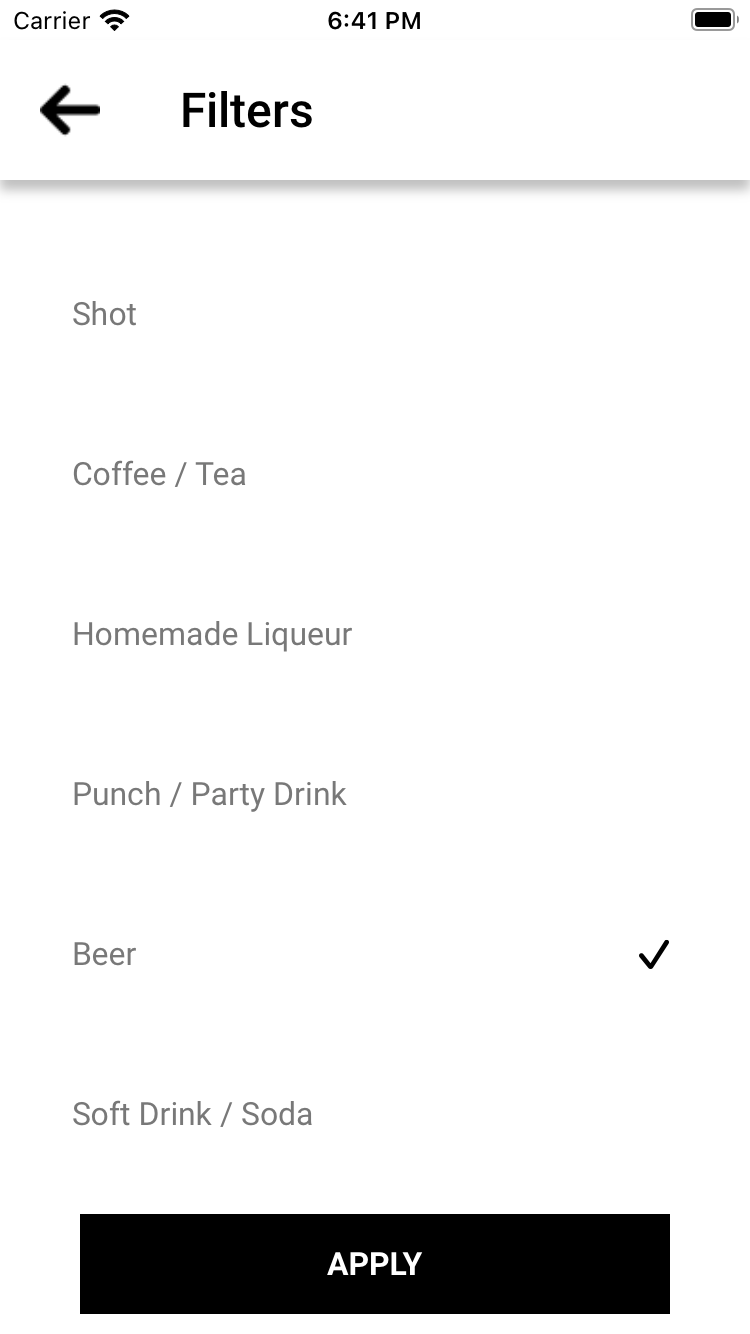 Carrier 6:41 PM
Filters
Shot
Coffee / Tea
Homemade Liqueur
Punch / Party Drink
Beer
Soft Drink / Soda
APPLY